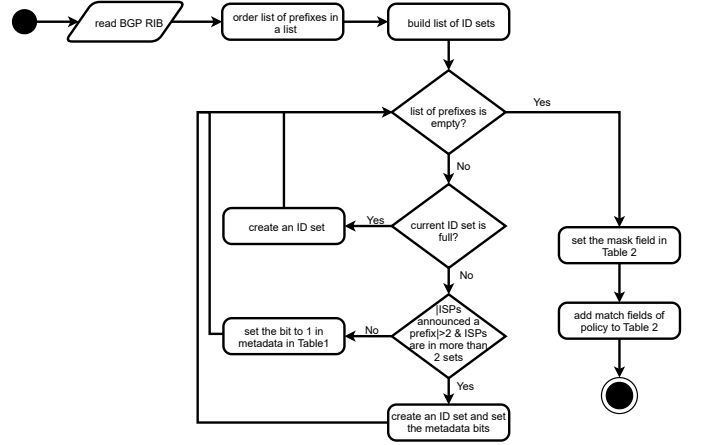 read BGP RIB
order list of prefixes in
a list
build list of ID sets
list of prefixes is
empty?
Yes
No
current ID set is
full?
Yes
create an ID set
No
set the mask field in
Table 2
|ISPs
announced a
prefix|>2 & ISPs
are in more than
2 sets
No
set the bit to 1 in
metadata in Table1
add match fields of
policy to Table 2
Yes
create an ID set and set
the metadata bits